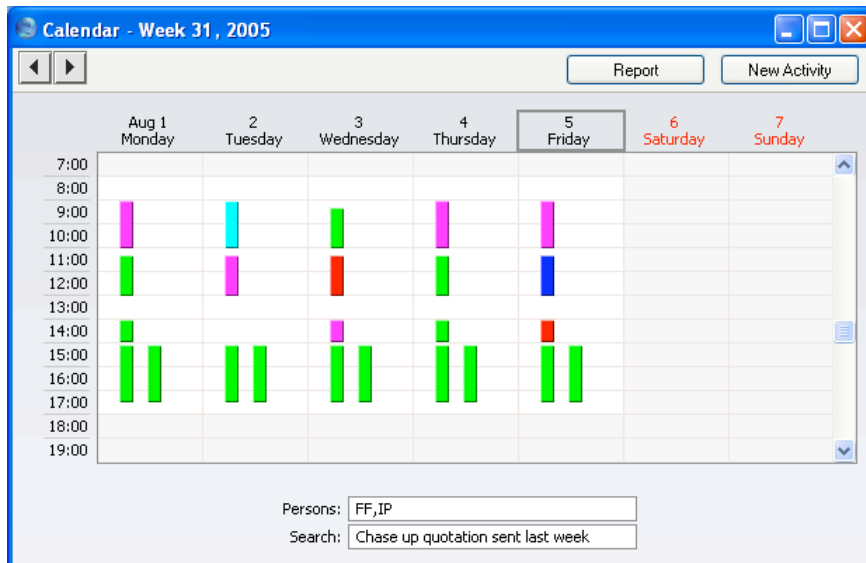 Calendar - Week 31, 2005
Report New Activity
Aug 1 2 3 4 5 6 7
Monday Tuesday Wednesday Thursday Friday Saturday Sunday
7:00
8:00
9:00
10:00
11:00
12:00
13:00
14:00
15:00
16:00
17:00
18:00
19:00
Persons: FF,IP
Search: Chase up quotation sent last week